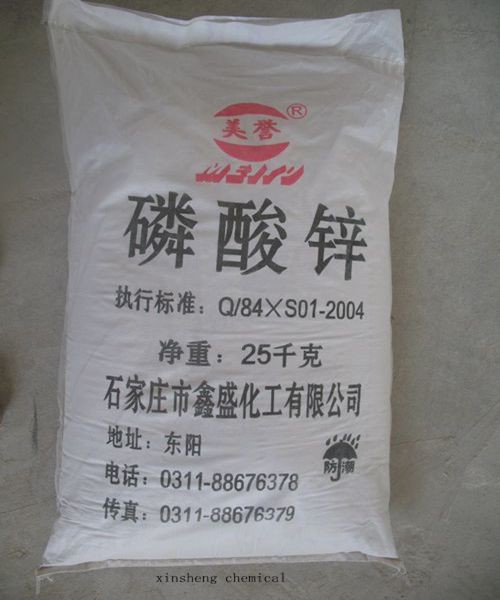 美誉®
MEIYU
磷酸锌
执行标准：Q/84×S01-2004
净重：25千克
石家庄市鑫盛化工有限公司
地址：东阳
电话：0311-88676378
传真：0311-88676379
防潮
xinsheng chemical